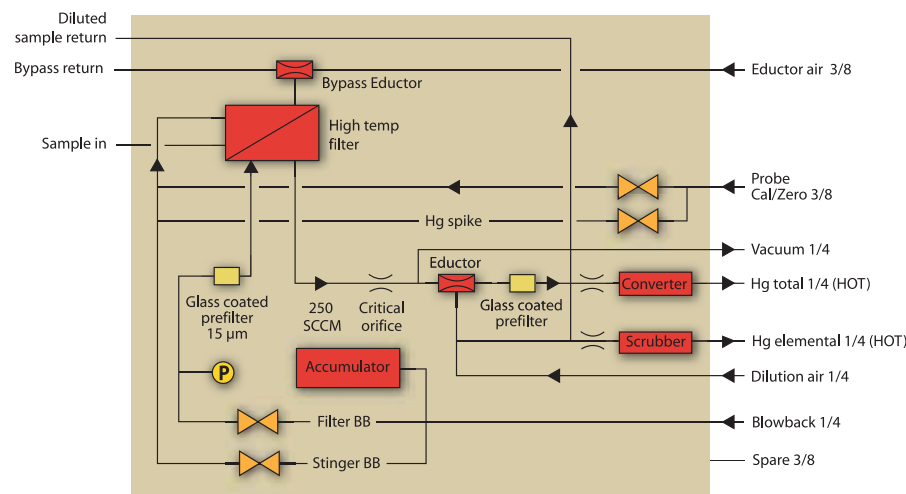 Diluted
sample return
Bypass return
Eductor air 3/8
Bypass Eductor
High temp
filter
Sample in
Probe
Cal/Zero 3/8
Hg spike
Vacuum 1/4
Eductor
Glass coated
prefilter
15 µm
250
SCCM
Critical
orifice
Glass coated
prefilter
Converter
Hg total 1/4 (HOT)
Scrubber
Hg elemental 1/4 (HOT)
Accumulator
P
Dilution air 1/4
Filter BB
Blowback 1/4
Stinger BB
Spare 3/8